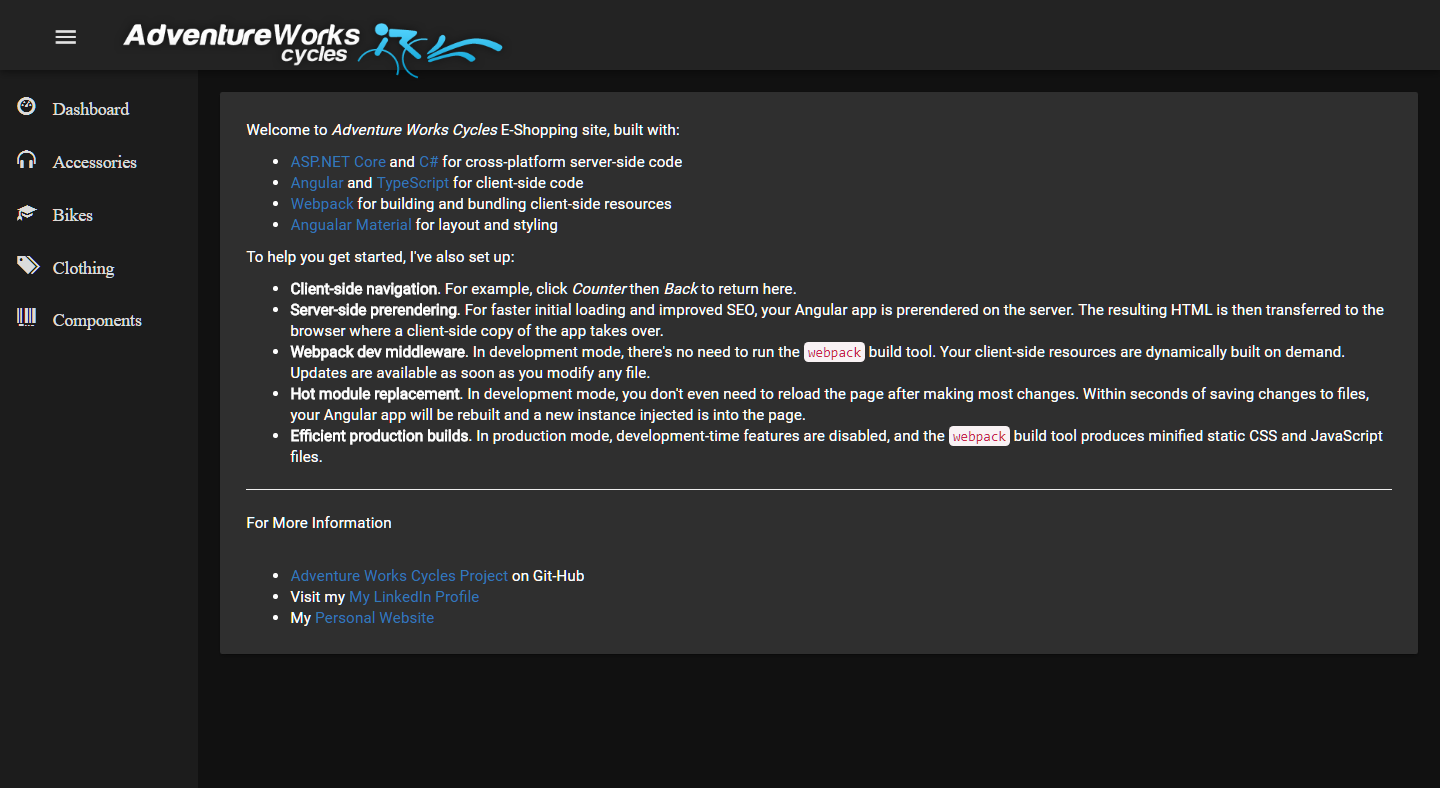 AdventureWorks
cycles
Dashboard
Accessories
Bikes
Clothing
Components
Welcome to Adventure Works Cycles E-Shopping site, built with:
ASP.NET Core and C# for cross-platform server-side code
Angular and TypeScript for client-side code
Webpack for building and bundling client-side resources
Angualar Material for layout and styling
To help you get started, I've also set up:
Client-side navigation. For example, click Counter then Back to return here.
Server-side prerendering. For faster initial loading and improved SEO, your Angular app is prerendered on the server. The resulting HTML is then transferred to the
browser where a client-side copy of the app takes over.
Webpack dev middleware. In development mode, there's no need to run the webpack build tool. Your client-side resources are dynamically built on demand.
Updates are available as soon as you modify any file.
Hot module replacement. In development mode, you don't even need to reload the page after making most changes. Within seconds of saving changes to files,
your Angular app will be rebuilt and a new instance injected is into the page.
Efficient production builds. In production mode, development-time features are disabled, and the webpack build tool produces minified static CSS and JavaScript
files.
For More Information
Adventure Works Cycles Project on Git-Hub
Visit my My LinkedIn Profile
My Personal Website